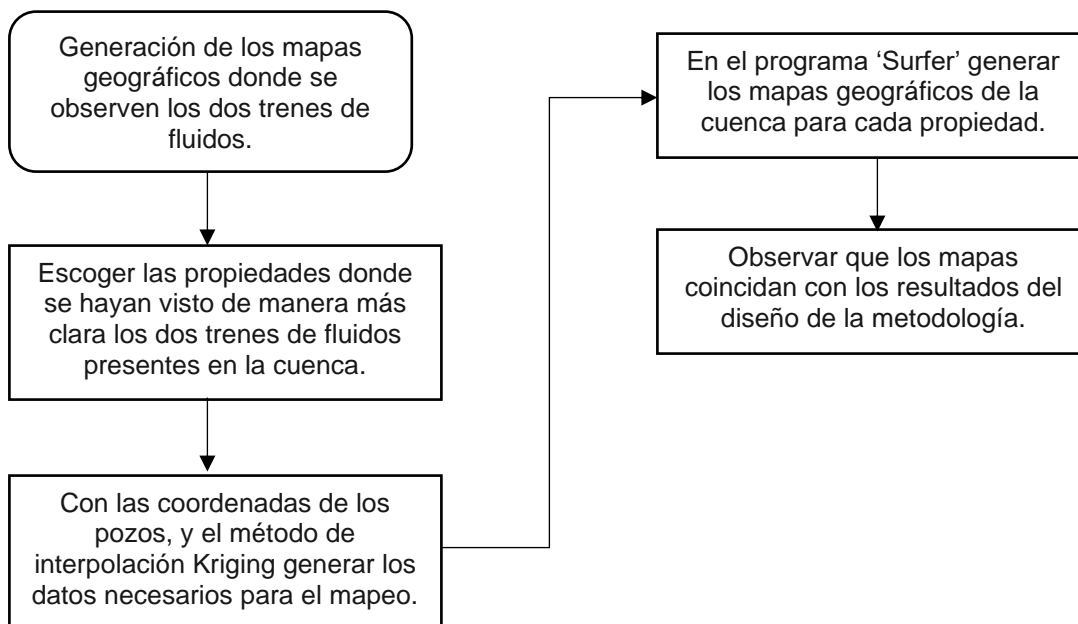 Generación de los mapas
geográficos donde se
observen los dos trenes de
fluidos.
Escoger las propiedades donde
se hayan visto de manera más
clara los dos trenes de fluidos
presentes en la cuenca.
Con las coordenadas de los
pozos, y el método de
interpolación Kriging generar los
datos necesarios para el mapeo.
En el programa ‘Surfer’ generar
los mapas geográficos de la
cuenca para cada propiedad.
Observar que los mapas
coincidan con los resultados del
diseño de la metodología.